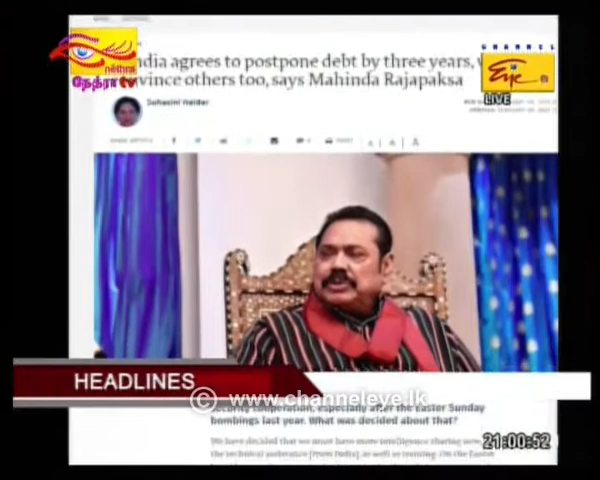 ndia agrees to postpone debt by three years, w
vince others too, says Mahinda Rajapaksa
nethra
நேத்ரா
CHANNEL
Eye
LIVE
Suhasini Haidar
HEADLINES
© www.channeleye.lk
security cooperation, especially after the Easter Sunday
bombings last year. What was decided about that?
We have decided that we must have more intelligence sharing now
the technical assistance [from India], as well as training. On the Easter
21:00:52